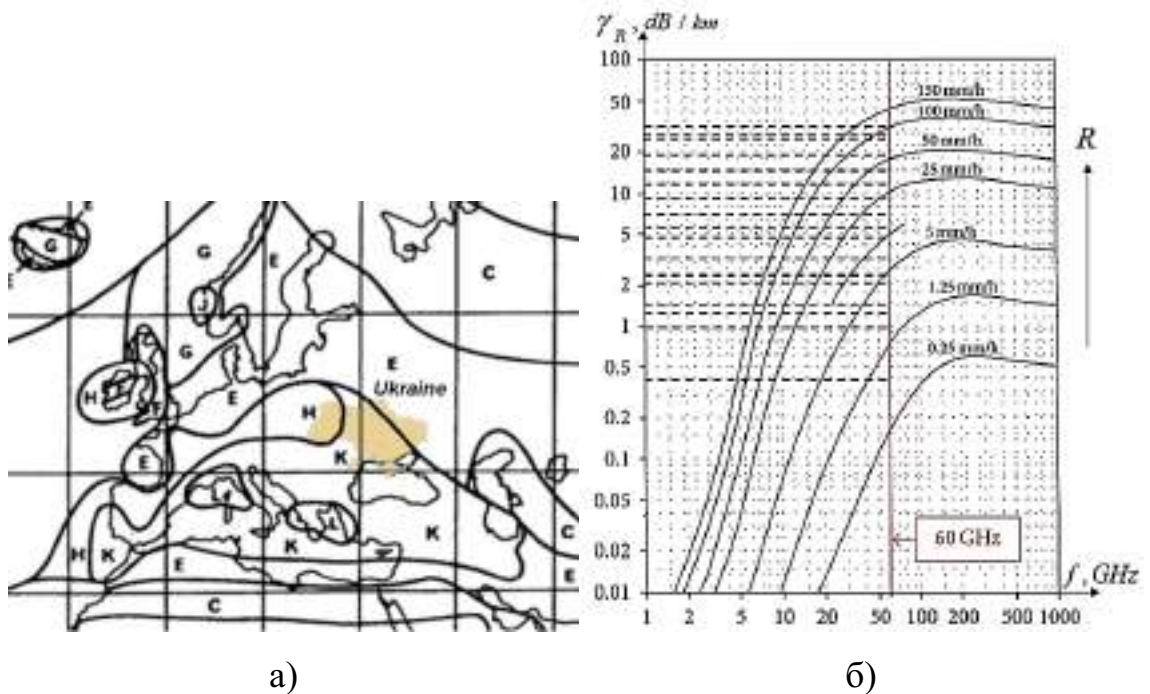 γ_R, dB / km
100
50
20
10
5
2
1
0.5
0.2
0.1
0.05
0.02
0.01
150 mm/h
100 mm/h
50 mm/h
25 mm/h
5 mm/h
1.25 mm/h
0.25 mm/h
R
60 GHz
f, GHz
1 2 5 10 20 50 100 200 500 1000
E
G
E
G
E
J
C
G
E
H
E
Ukraine
H
E
K
L
L
K
K
H
K
E
C
E
C
а)
б)